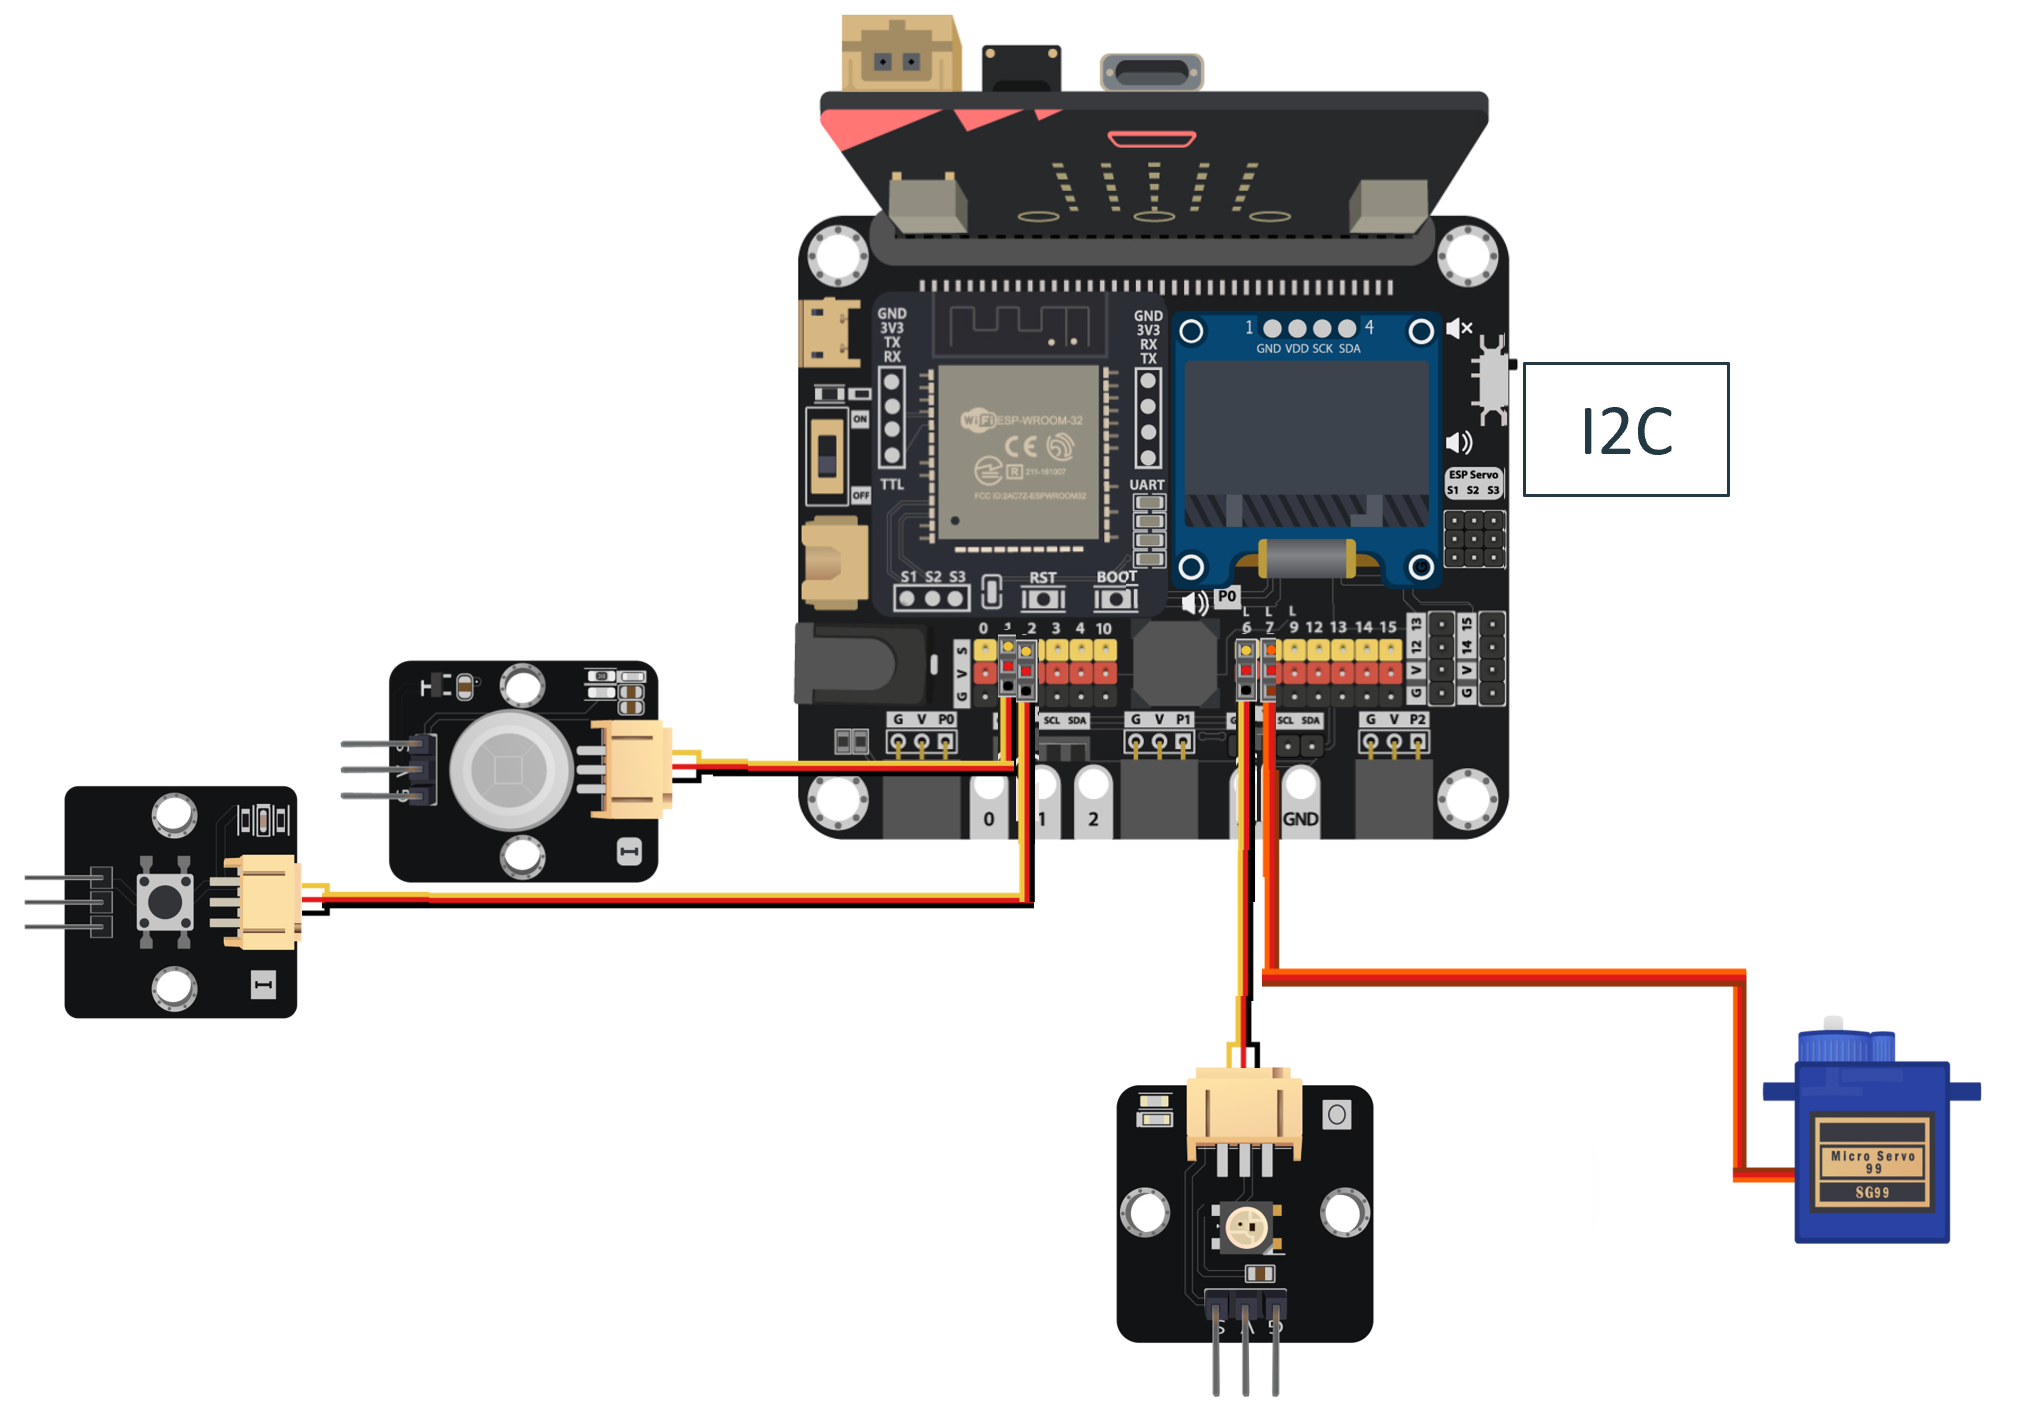 GND
3V3
TX
RX
TTL
ON
OFF
WiFi ESP-WROOM-32
CE
R 211-161007
FCC ID:2AC7Z-ESPWROOM32
GND
3V3
RX
TX
UART
1 4
GND VDD SCK SDA
I2C
ESP Servo
S1 S2 S3
S1 S2 S3
RST
BOOT
P0
L L L
0 1 2 3 4 10
6 7 9 12 13 14 15
S
V
G
13
12
V
G
15
14
V
G
G V P0
SCL SDA
G V P1
G
SCL SDA
G V P2
0 1 2
GND
I
I
O
S V G
Micro Servo
99
SG99